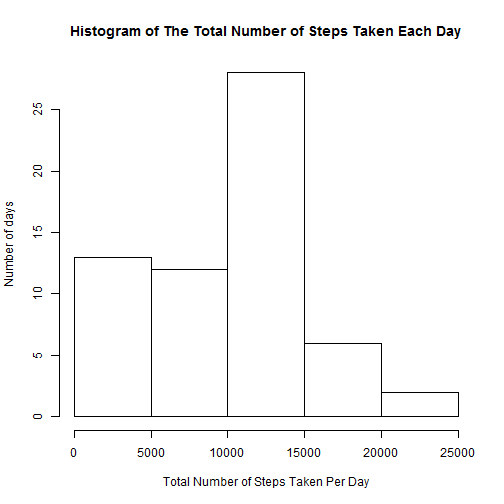 Histogram of The Total Number of Steps Taken Each Day
Number of days
25
20
15
10
5
0
0 5000 10000 15000 20000 25000
Total Number of Steps Taken Per Day